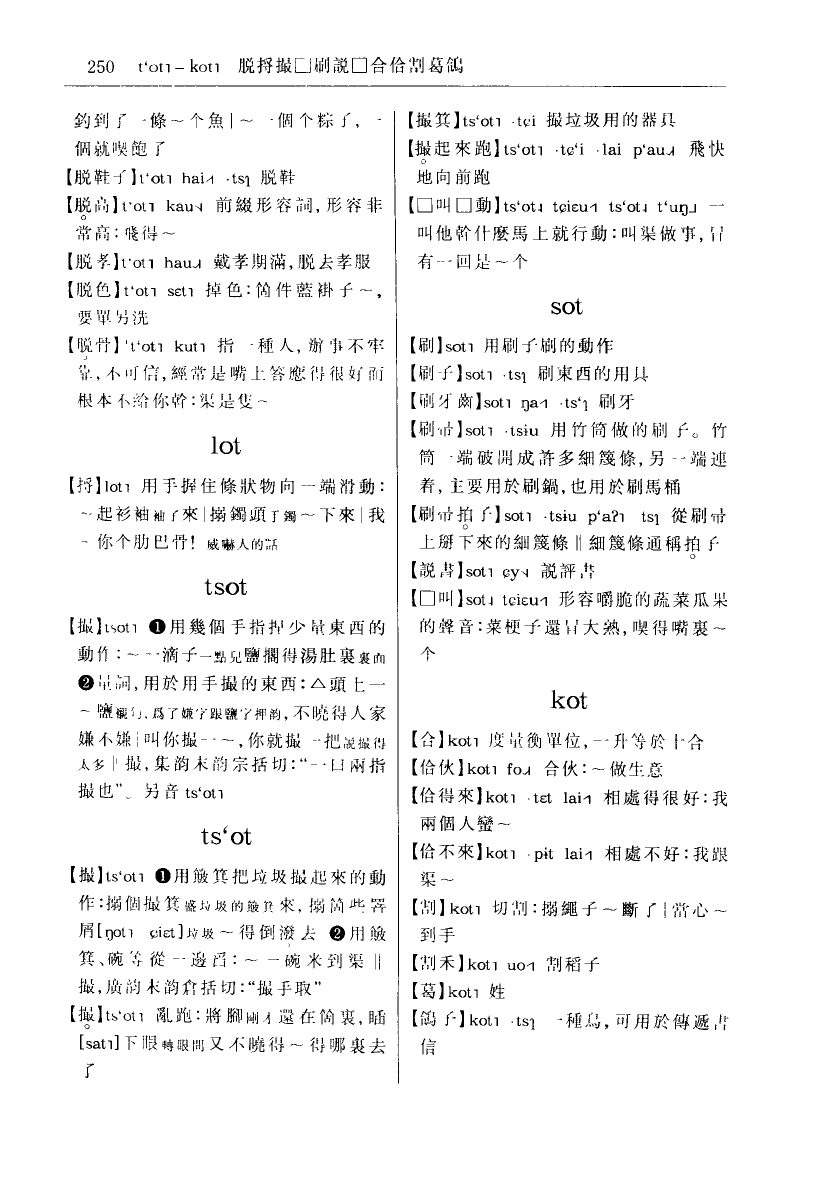 250 t‘ot˥–kot˥ 脱捋撮□刷説□合佮割葛鴿
釣到了一條～个魚|～一個个粽子，一
個就喫飽了
【脱鞋子】t‘ot˥ hai˧˥ ·tsʅ 脱鞋
【脱高】t‘ot˥ kau˦˨ 前綴形容詞，形容非
常高：飛得～
【脱孝】t‘ot˥ hau˨˩ 戴孝期滿，脱去孝服
【脱色】t‘ot˥ sɛt˥ 掉色：箇件藍褂子～，
要單另洗
【脱骨】t‘ot˥ kut˥ 指一種人，辦事不牢
靠，不可信，經常是嘴上答應得很好而
根本不給你幹：渠是隻～
lot
【捋】lot˥ 用手握住條狀物向一端滑動：
～起衫袖袖子來|搦鐲頭手鐲～下來|我
～你个肋巴骨！威嚇人的話
tsot
【撮】tsot˥ ❶用幾個手指捏少量東西的
動作：～一滴子一點兒鹽擱得湯肚裏裏面
❷量詞，用於用手撮的東西：△頭上一
～鹽襯句、爲了嫌字跟鹽字押韵，不曉得人家
嫌不嫌|叫你撮一～，你就撮一把説撮得
太多‖撮，集韵末韵宗括切：“一曰兩指
撮也”。另音 ts‘ot˥
ts‘ot
【撮】ts‘ot˥ ❶用簸箕把垃圾撮起來的動
作：搦個撮箕盛垃圾的簸箕來，搦箇些
屑[ŋot˥ ɕiɛt]垃圾～得倒潑去 ❷用簸
箕、碗等從一邊舀：～一碗米到渠‖
撮，廣韵末韵倉括切：“撮手取”
【撮】ts‘ot˥ 亂跑：將腳剛才還在箇裏，䀹
[sat˥]下眼轉眼間又不曉得～得哪裏去
了
【撮箕】ts‘ot˥ ·tɕi 撮垃圾用的器具
【撮起來跑】ts‘ot˥ ·tɕ‘i ·lai p‘au˨˩ 飛快
地向前跑
【□叫□動】ts‘ot˨ tɕiɛu˧˥ ts‘ot˨ t‘uŋ˩ 一
叫他幹什麼馬上就行動：叫渠做事，冇
有一回是～个
sot
【刷】sot˥ 用刷子刷的動作
【刷子】sot˥ ·tsʅ 刷東西的用具
【刷牙齒】sot˥ ŋa˧˥ ·ts‘ʅ 刷牙
【刷帚】sot˥ ·tsɨu 用竹筒做的刷子。竹
筒一端破開成許多細篾條，另一端連
着，主要用於刷鍋，也用於刷馬桶
【刷帚拍子】sot˥ ·tsɨu p‘aʔ˥ tsʅ 從刷帚
上掰下來的細篾條‖細篾條通稱拍子
【説書】sot˥ ɕy˦˨ 説評書
【□叫】sot˨ tɕiɛu˧˥ 形容嚼脆的蔬菜瓜果
的聲音：菜梗子還冇大熟，喫得嘴裏～
个
kot
【合】kot˥ 度量衡單位，一升等於十合
【佮伙】kot˥ fo˨˩ 合伙：～做生意
【佮得來】kot˥ ·tɛt lai˧˥ 相處得很好：我
兩個人蠻～
【佮不來】kot˥ ·pɨt lai˧˥ 相處不好：我跟
渠～
【割】kot˥ 切割：搦繩子～斷了|當心～
到手
【割禾】kot˥ uo˧˥ 割稻子
【葛】kot˥ 姓
【鴿子】kot˥ ·tsʅ 一種鳥，可用於傳遞書
信